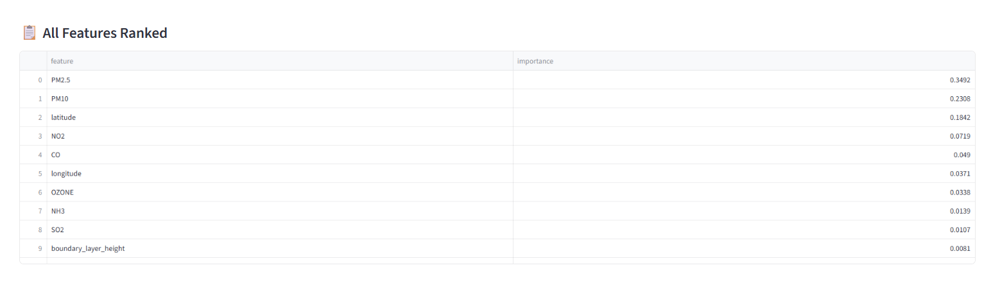 📋 All Features Ranked
feature importance
0 PM2.5 0.3492
1 PM10 0.2308
2 latitude 0.1842
3 NO2 0.0719
4 CO 0.049
5 longitude 0.0371
6 OZONE 0.0338
7 NH3 0.0139
8 SO2 0.0107
9 boundary_layer_height 0.0081